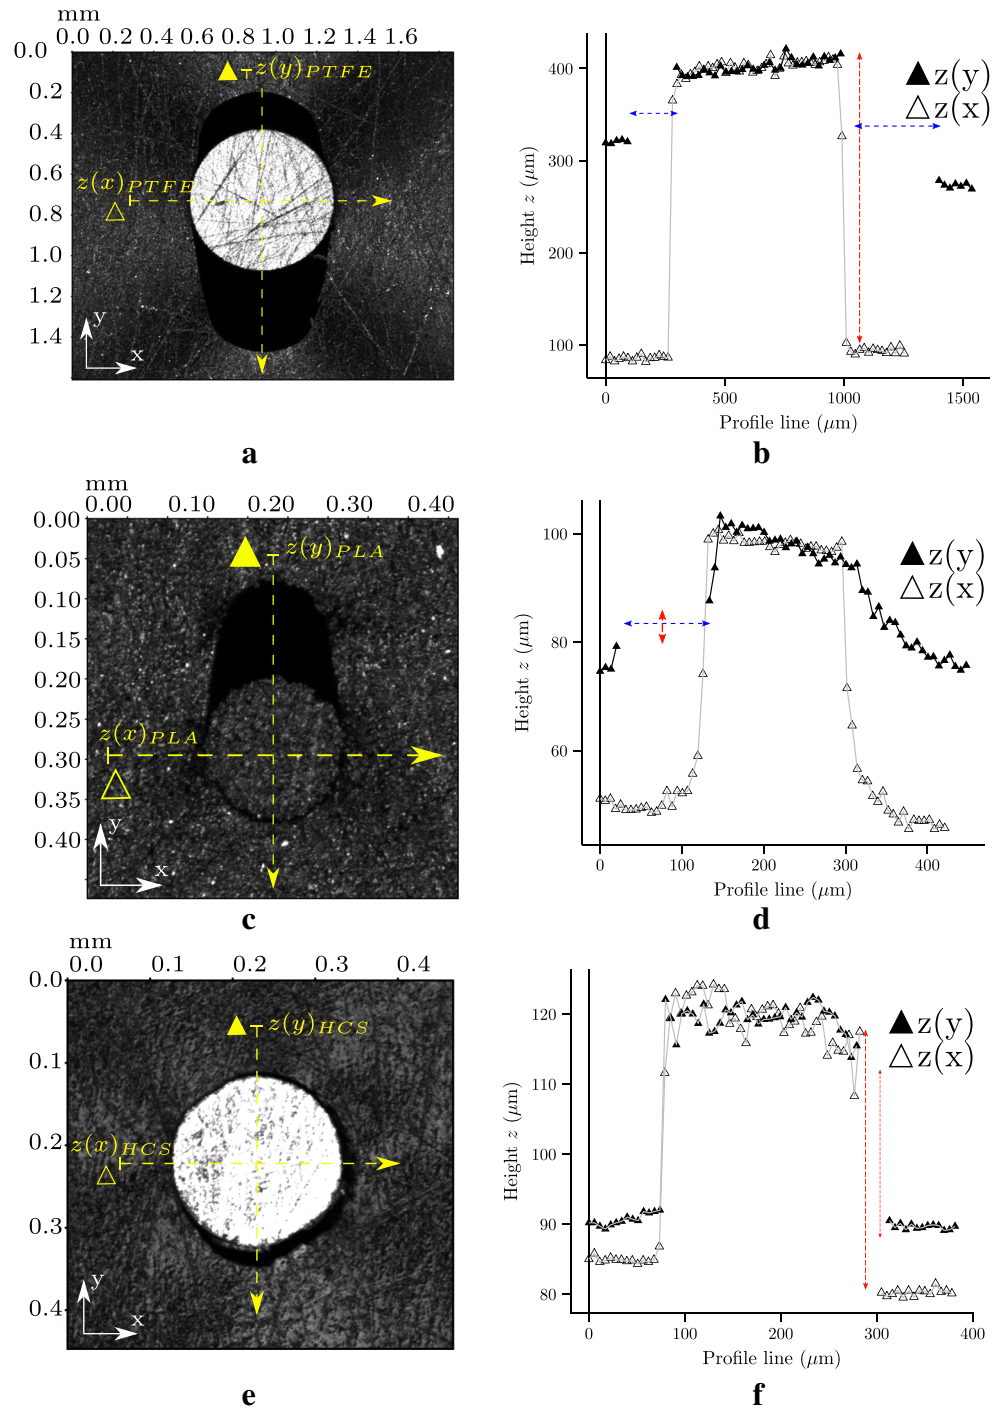 mm
0.0 0.2 0.4 0.6 0.8 1.0 1.2 1.4 1.6
0.0
0.2
0.4
0.6
0.8
1.0
1.2
1.4
z(y)PTFE
z(x)PTFE
y
x
a
400
300
200
100
0 500 1000 1500
Height z (μm)
Profile line (μm)
z(y)
z(x)
b
mm
0.00 0.10 0.20 0.30 0.40
0.00
0.05
0.10
0.15
0.20
0.25
0.30
0.35
0.40
z(y)PLA
z(x)PLA
y
x
c
100
80
60
0 100 200 300 400
Height z (μm)
Profile line (μm)
z(y)
z(x)
d
mm
0.0 0.1 0.2 0.3 0.4
0.0
0.1
0.2
0.3
0.4
z(y)HCS
z(x)HCS
y
x
e
120
110
100
90
80
0 100 200 300 400
Height z (μm)
Profile line (μm)
z(y)
z(x)
f